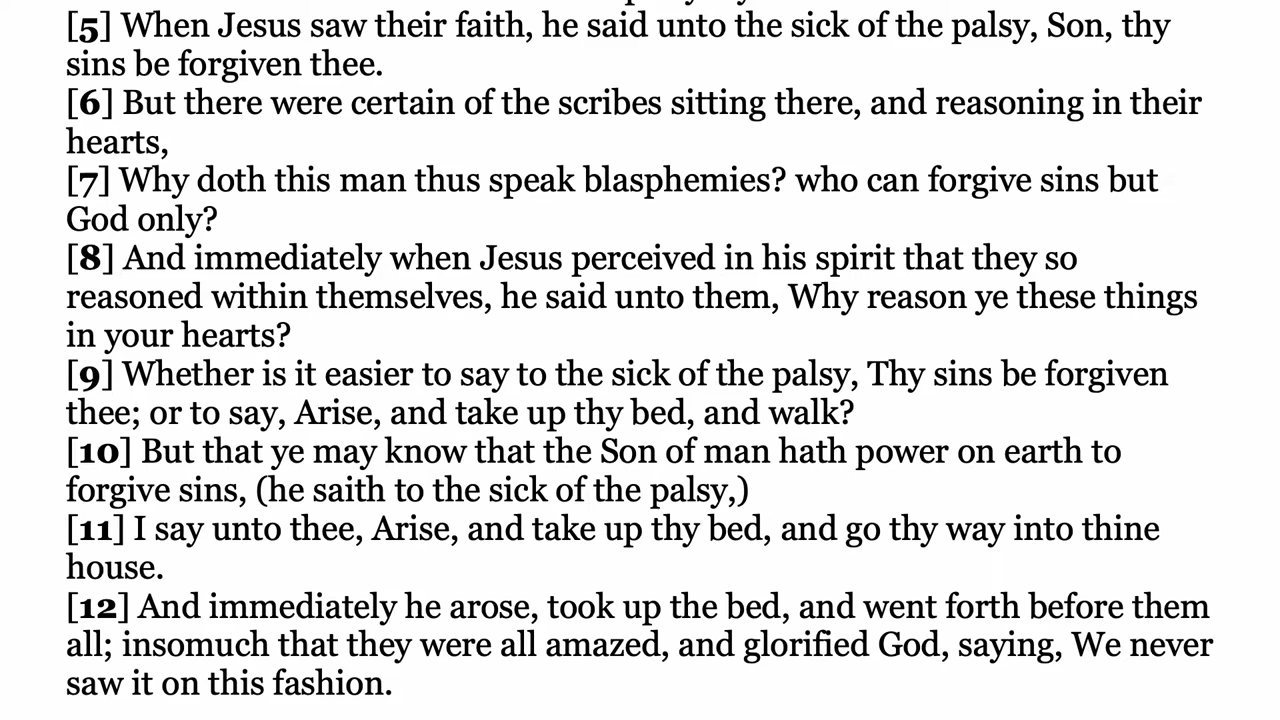 [5] When Jesus saw their faith, he said unto the sick of the palsy, Son, thy
sins be forgiven thee.
[6] But there were certain of the scribes sitting there, and reasoning in their
hearts,
[7] Why doth this man thus speak blasphemies? who can forgive sins but
God only?
[8] And immediately when Jesus perceived in his spirit that they so
reasoned within themselves, he said unto them, Why reason ye these things
in your hearts?
[9] Whether is it easier to say to the sick of the palsy, Thy sins be forgiven
thee; or to say, Arise, and take up thy bed, and walk?
[10] But that ye may know that the Son of man hath power on earth to
forgive sins, (he saith to the sick of the palsy,)
[11] I say unto thee, Arise, and take up thy bed, and go thy way into thine
house.
[12] And immediately he arose, took up the bed, and went forth before them
all; insomuch that they were all amazed, and glorified God, saying, We never
saw it on this fashion.